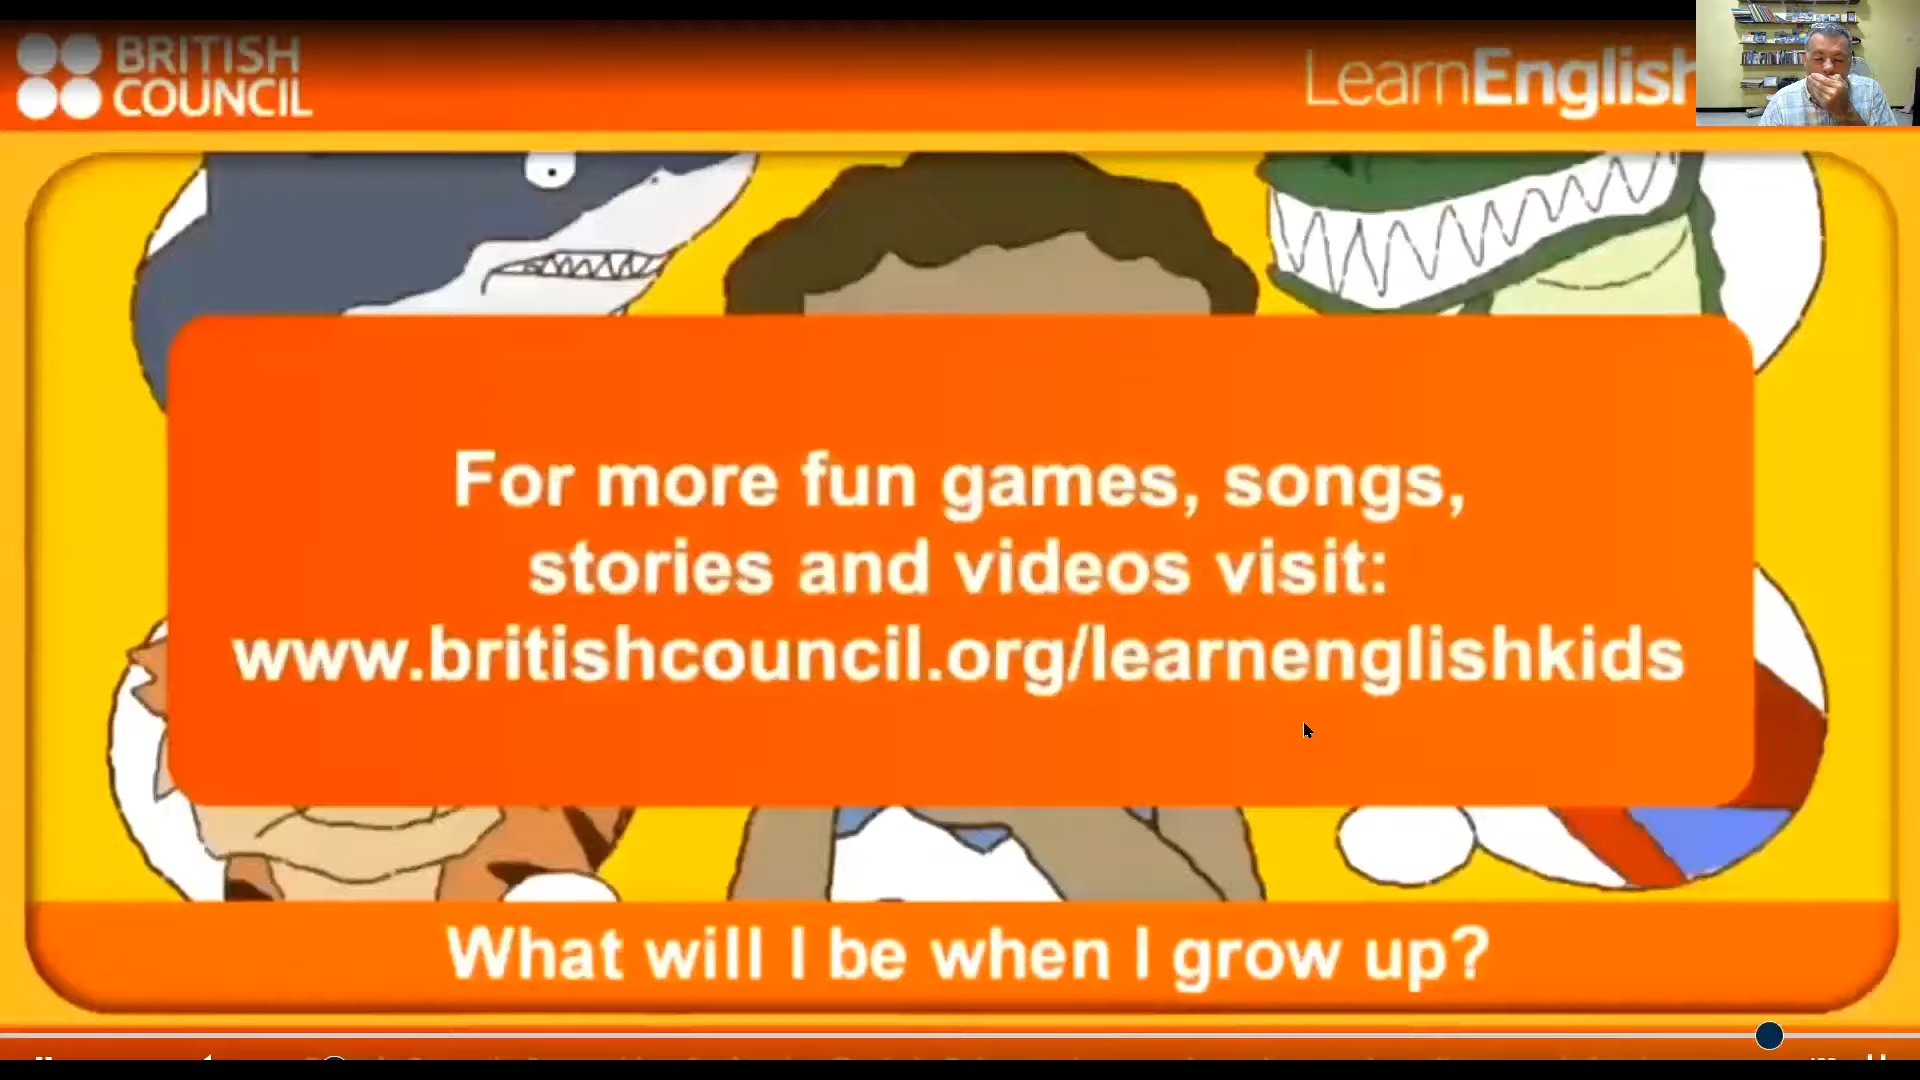 BRITISH
COUNCIL
LearnEnglish
For more fun games, songs,
stories and videos visit:
www.britishcouncil.org/learnenglishkids
What will I be when I grow up?